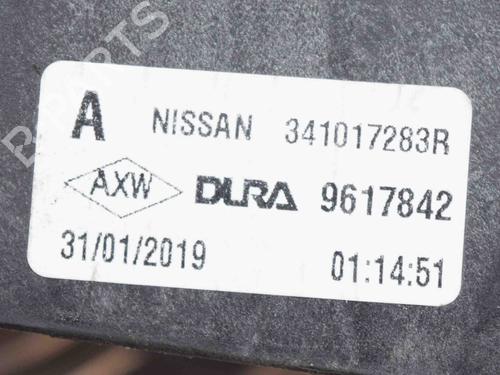 A NISSAN 341017283R
AXW DURA 9617842
31/01/2019 01:14:51